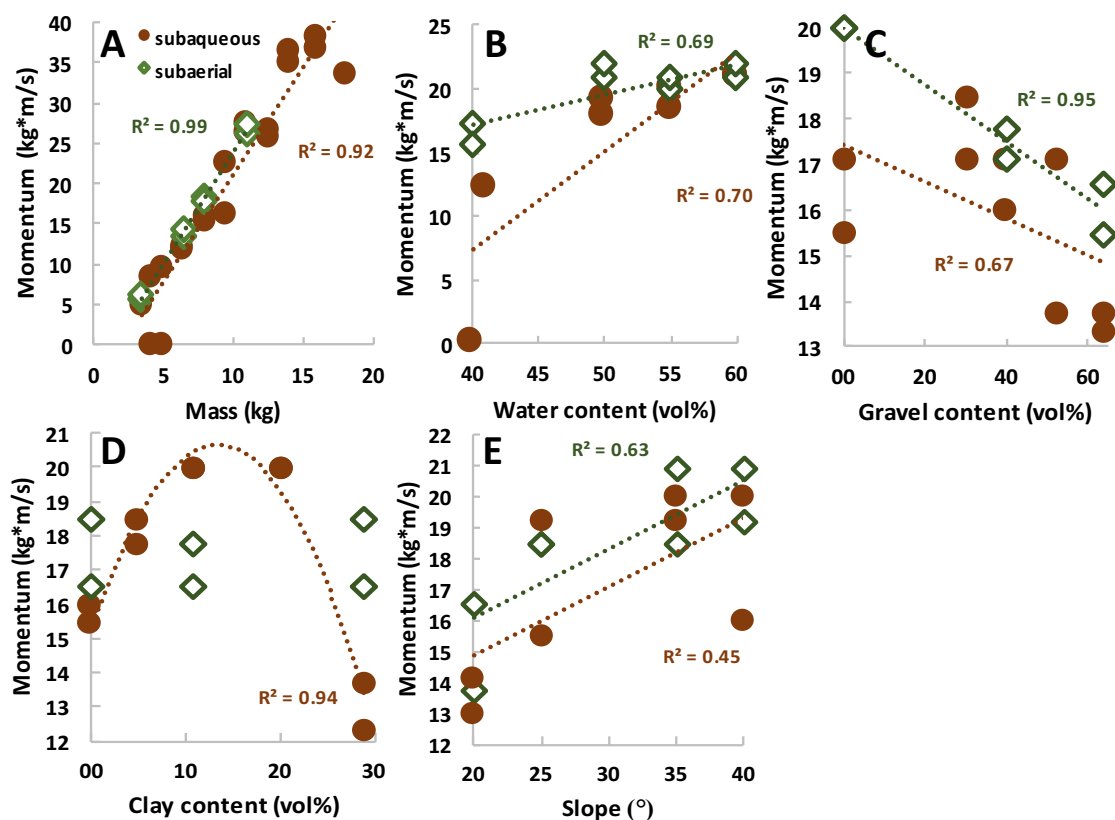 A
subaqueous
subaerial
R² = 0.99
R² = 0.92
Momentum (kg*m/s)
40
35
30
25
20
15
10
5
0
0 5 10 15 20
Mass (kg)
B
R² = 0.69
R² = 0.70
Momentum (kg*m/s)
25
20
15
10
5
0
40 45 50 55 60
Water content (vol%)
C
R² = 0.95
R² = 0.67
Momentum (kg*m/s)
20
19
18
17
16
15
14
13
00 20 40 60
Gravel content (vol%)
D
R² = 0.94
Momentum (kg*m/s)
21
20
19
18
17
16
15
14
13
12
00 10 20 30
Clay content (vol%)
E
R² = 0.63
R² = 0.45
Momentum (kg*m/s)
22
21
20
19
18
17
16
15
14
13
12
20 25 30 35 40
Slope (°)